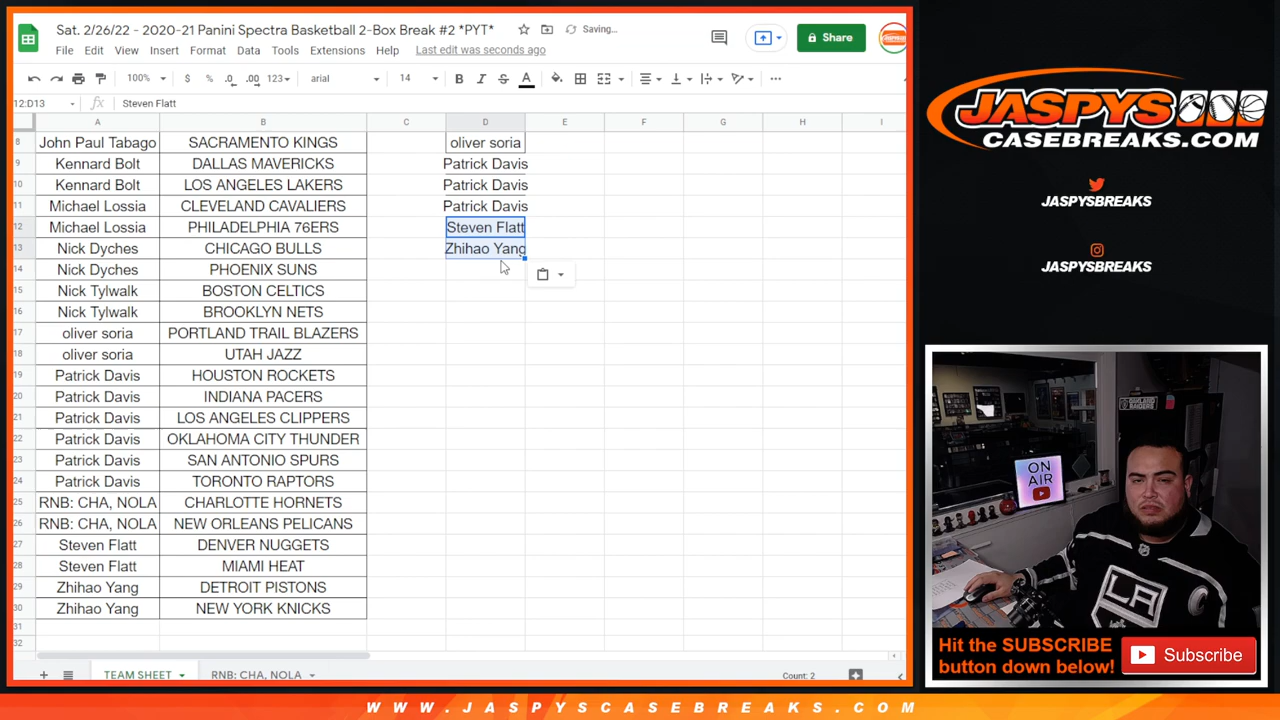 Sat. 2/26/22 - 2020-21 Panini Spectra Basketball 2-Box Break #2 *PYT*
Saving...
File Edit View Insert Format Data Tools Extensions Help Last edit was seconds ago
Share
100% $ % .0 .00 123 arial 14 B I S A
12:D13 fx Steven Flatt
A B C D E F G H I
8 John Paul Tabago SACRAMENTO KINGS oliver soria
9 Kennard Bolt DALLAS MAVERICKS Patrick Davis
10 Kennard Bolt LOS ANGELES LAKERS Patrick Davis
11 Michael Lossia CLEVELAND CAVALIERS Patrick Davis
12 Michael Lossia PHILADELPHIA 76ERS Steven Flatt
13 Nick Dyches CHICAGO BULLS Zhihao Yang
14 Nick Dyches PHOENIX SUNS
15 Nick Tylwalk BOSTON CELTICS
16 Nick Tylwalk BROOKLYN NETS
17 oliver soria PORTLAND TRAIL BLAZERS
18 oliver soria UTAH JAZZ
19 Patrick Davis HOUSTON ROCKETS
20 Patrick Davis INDIANA PACERS
21 Patrick Davis LOS ANGELES CLIPPERS
22 Patrick Davis OKLAHOMA CITY THUNDER
23 Patrick Davis SAN ANTONIO SPURS
24 Patrick Davis TORONTO RAPTORS
25 RNB: CHA, NOLA CHARLOTTE HORNETS
26 RNB: CHA, NOLA NEW ORLEANS PELICANS
27 Steven Flatt DENVER NUGGETS
28 Steven Flatt MIAMI HEAT
29 Zhihao Yang DETROIT PISTONS
30 Zhihao Yang NEW YORK KNICKS
31
32
TEAM SHEET RNB: CHA, NOLA Count: 2
JASPYS
CASEBREAKS.COM
JASPYSBREAKS
JASPYSBREAKS
OAKLAND
RAIDERS
ON
AIR
LA
C
Hit the SUBSCRIBE
button down below!
Subscribe
WWW.JASPYSCASEBREAKS.COM